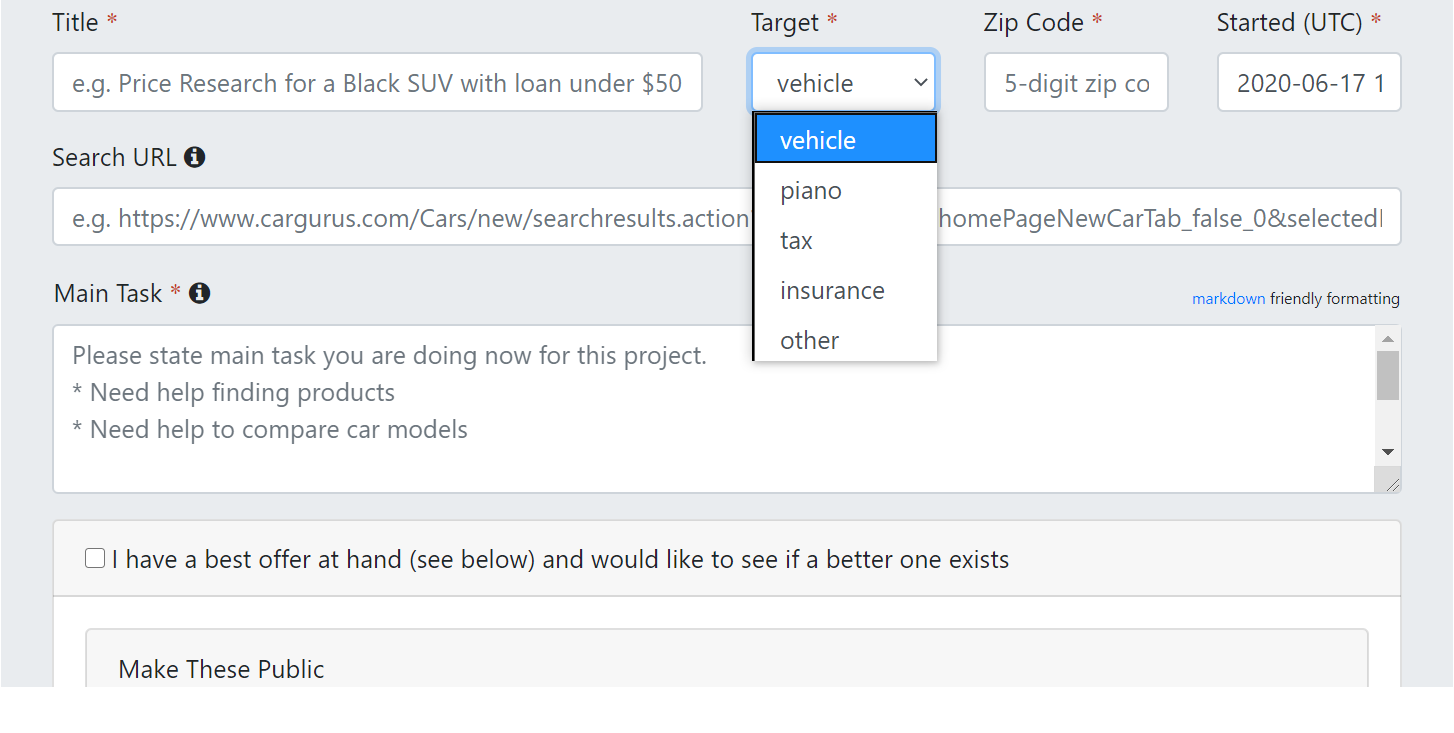 Title *
Target *
Zip Code *
Started (UTC) *
e.g. Price Research for a Black SUV with loan under $50
vehicle
5-digit zip co
2020-06-17 1
vehicle
piano
tax
insurance
other
Search URL
e.g. https://www.cargurus.com/Cars/new/searchresults.action
homePageNewCarTab_false_0&selected
Main Task *
markdown friendly formatting
Please state main task you are doing now for this project.
* Need help finding products
* Need help to compare car models
I have a best offer at hand (see below) and would like to see if a better one exists
Make These Public